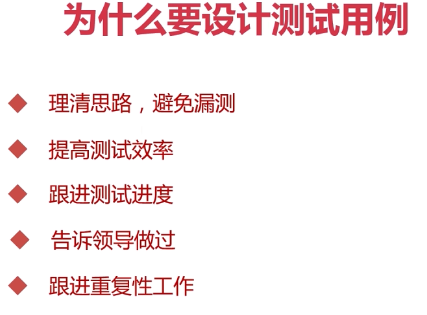 为什么要设计测试用例
理清思路，避免漏测
提高测试效率
跟进测试进度
告诉领导做过
跟进重复性工作